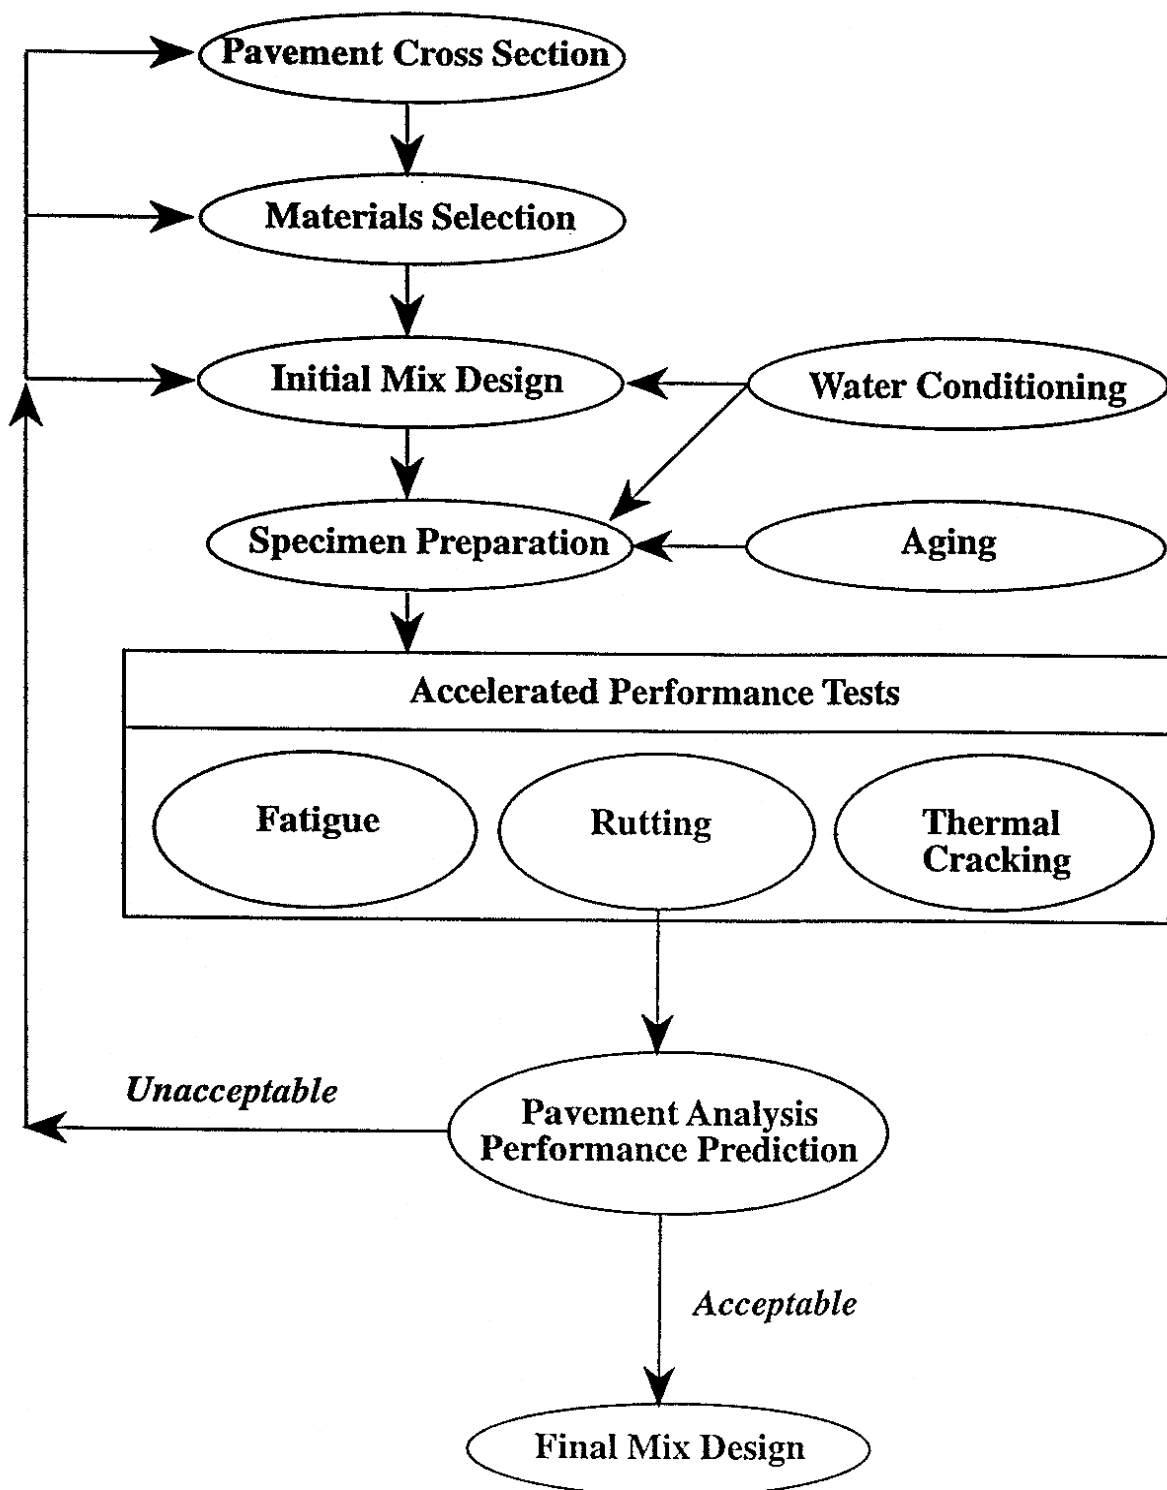 Pavement Cross Section
Materials Selection
Initial Mix Design
Water Conditioning
Specimen Preparation
Aging
Accelerated Performance Tests
Fatigue
Rutting
Thermal
Cracking
Unacceptable
Pavement Analysis
Performance Prediction
Acceptable
Final Mix Design